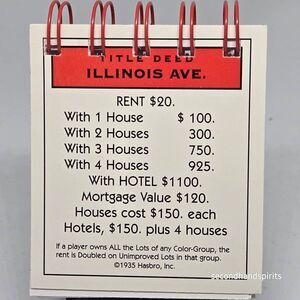 TITLE DEED
ILLINOIS AVE.
RENT $20.
With 1 House $ 100.
With 2 Houses 300.
With 3 Houses 750.
With 4 Houses 925.
With HOTEL $1100.
Mortgage Value $120.
Houses cost $150. each
Hotels, $150. plus 4 houses
If a player owns ALL the Lots of any Color-Group, the
rent is Doubled on Unimproved Lots in that group.
©1935 Hasbro, Inc.
secondhandspirits